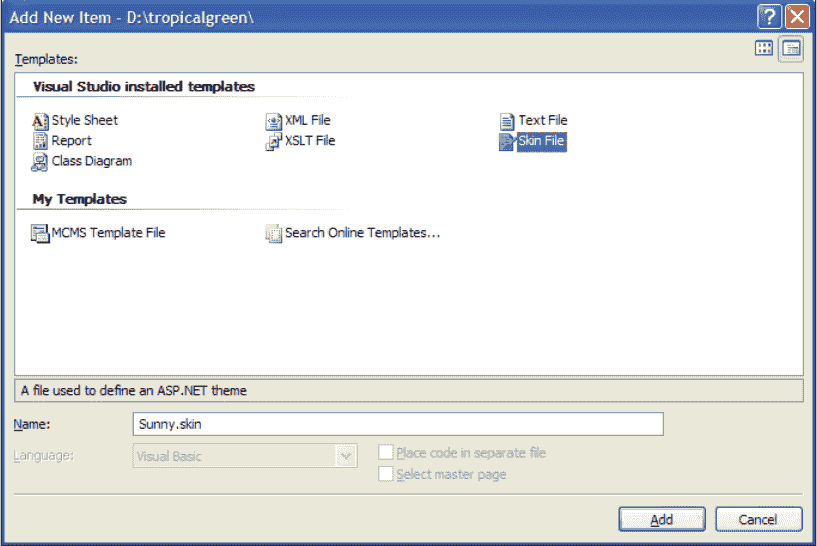 Add New Item - D:\tropicalgreen\
Templates:
Visual Studio installed templates
Style Sheet XML File Text File
Report XSLT File Skin File
Class Diagram
My Templates
MCMS Template File Search Online Templates...
A file used to define an ASP.NET theme
Name: Sunny.skin
Language: Visual Basic Place code in separate file
Select master page
Add Cancel